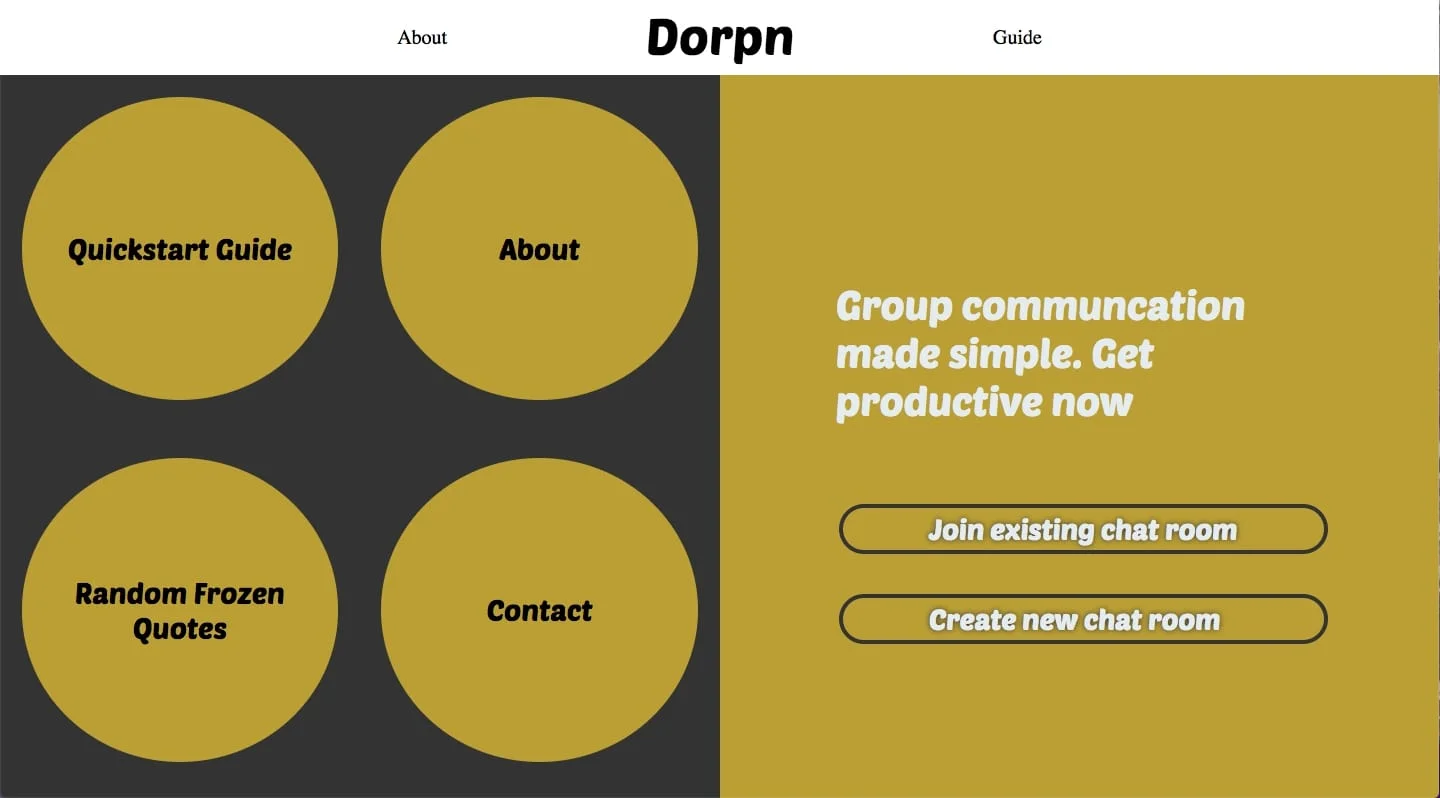 About
Dorpn
Guide
Quickstart Guide
About
Random Frozen
Quotes
Contact
Group communcation
made simple. Get
productive now
Join existing chat room
Create new chat room